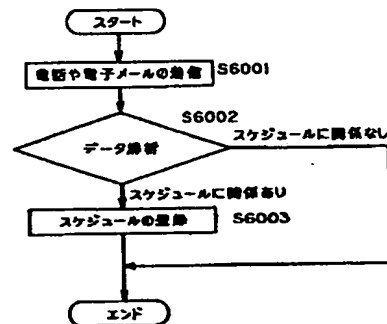 スタート
電話や電子メールの着信
S6001
S6002
スケジュールに関係なし
データ解析
スケジュールに関係あり
スケジュールの登録
S6003
エンド